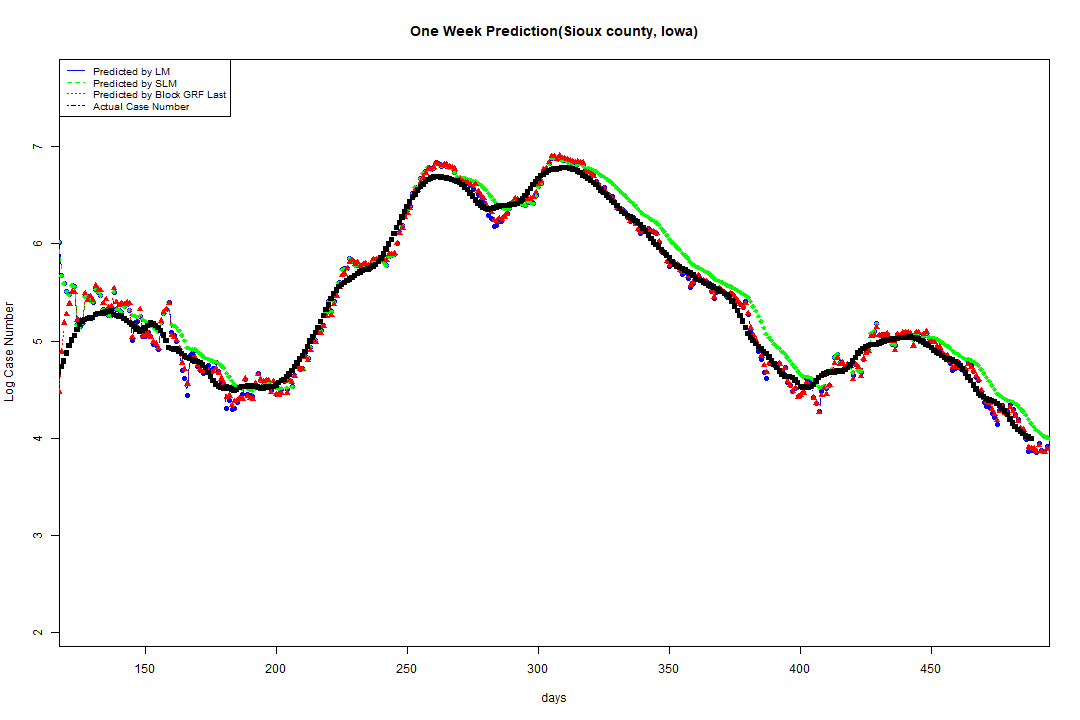 One Week Prediction(Sioux county, Iowa)
Predicted by LM
Predicted by SLM
Predicted by Block GRF Last
Actual Case Number
7
6
5
4
3
2
Log Case Number
150 200 250 300 350 400 450
days